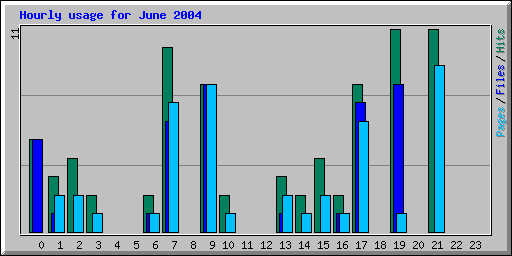 Hourly usage for June 2004
11
Pages / Files / Hits
0 1 2 3 4 5 6 7 8 9 10 11 12 13 14 15 16 17 18 19 20 21 22 23